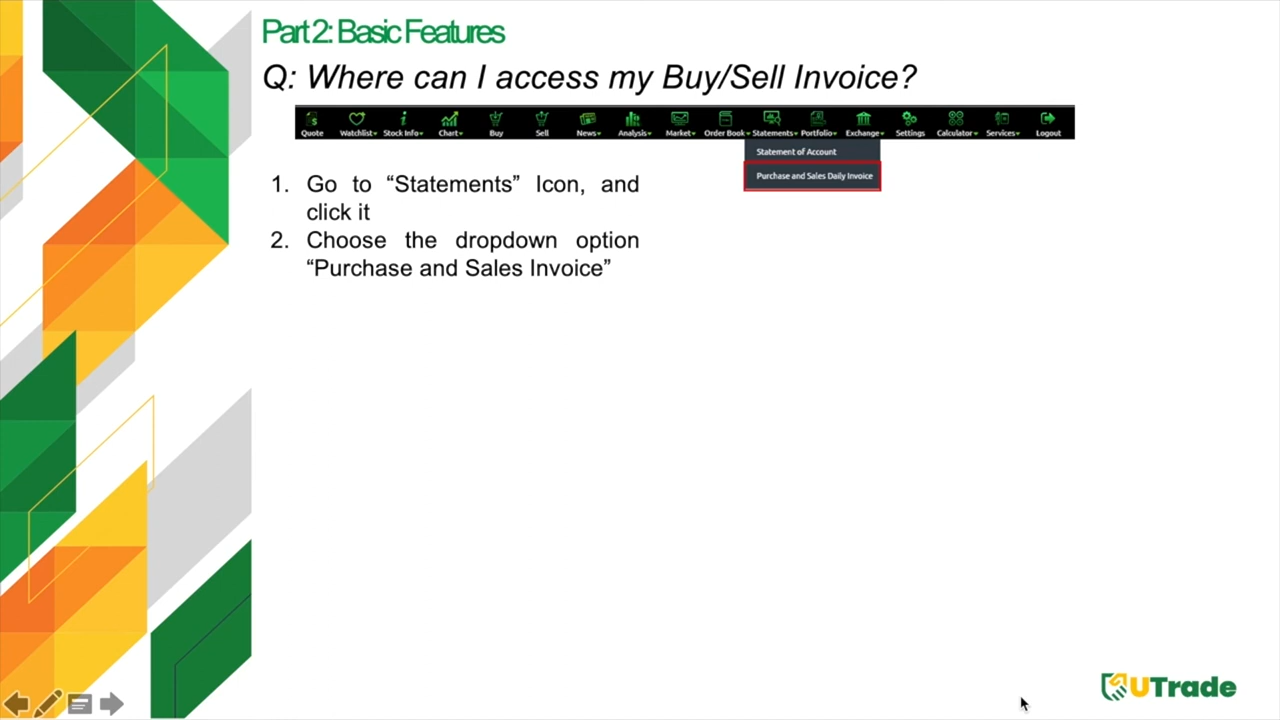 Part 2: Basic Features
Q: Where can I access my Buy/Sell Invoice?
Quote Watchlist Stock Info Chart Buy Sell News Analysis Market Order Book Statements Portfolio Exchange Settings Calculator Services Logout
Statement of Account
Purchase and Sales Daily Invoice
1. Go to “Statements” Icon, and
click it
2. Choose the dropdown option
“Purchase and Sales Invoice”
UTrade